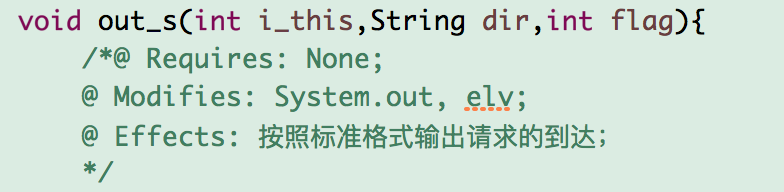 void out_s(int i_this,String dir,int flag){
/*@ Requires: None;
@ Modifies: System.out, elv;
@ Effects: 按照标准格式输出请求的到达;
*/